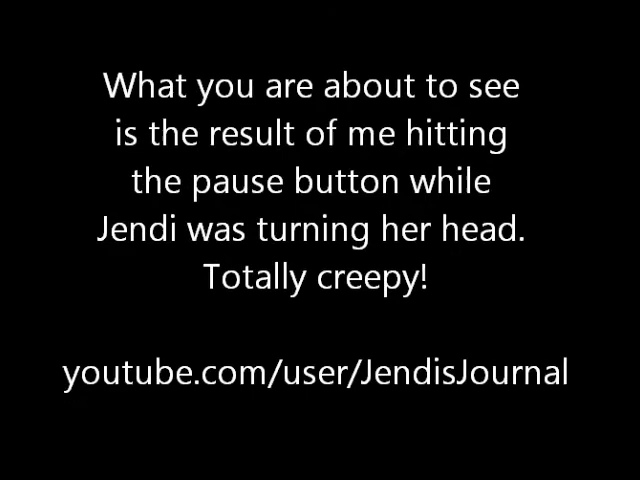 What you are about to see
is the result of me hitting
the pause button while
Jendi was turning her head.
Totally creepy!
youtube.com/user/JendisJournal